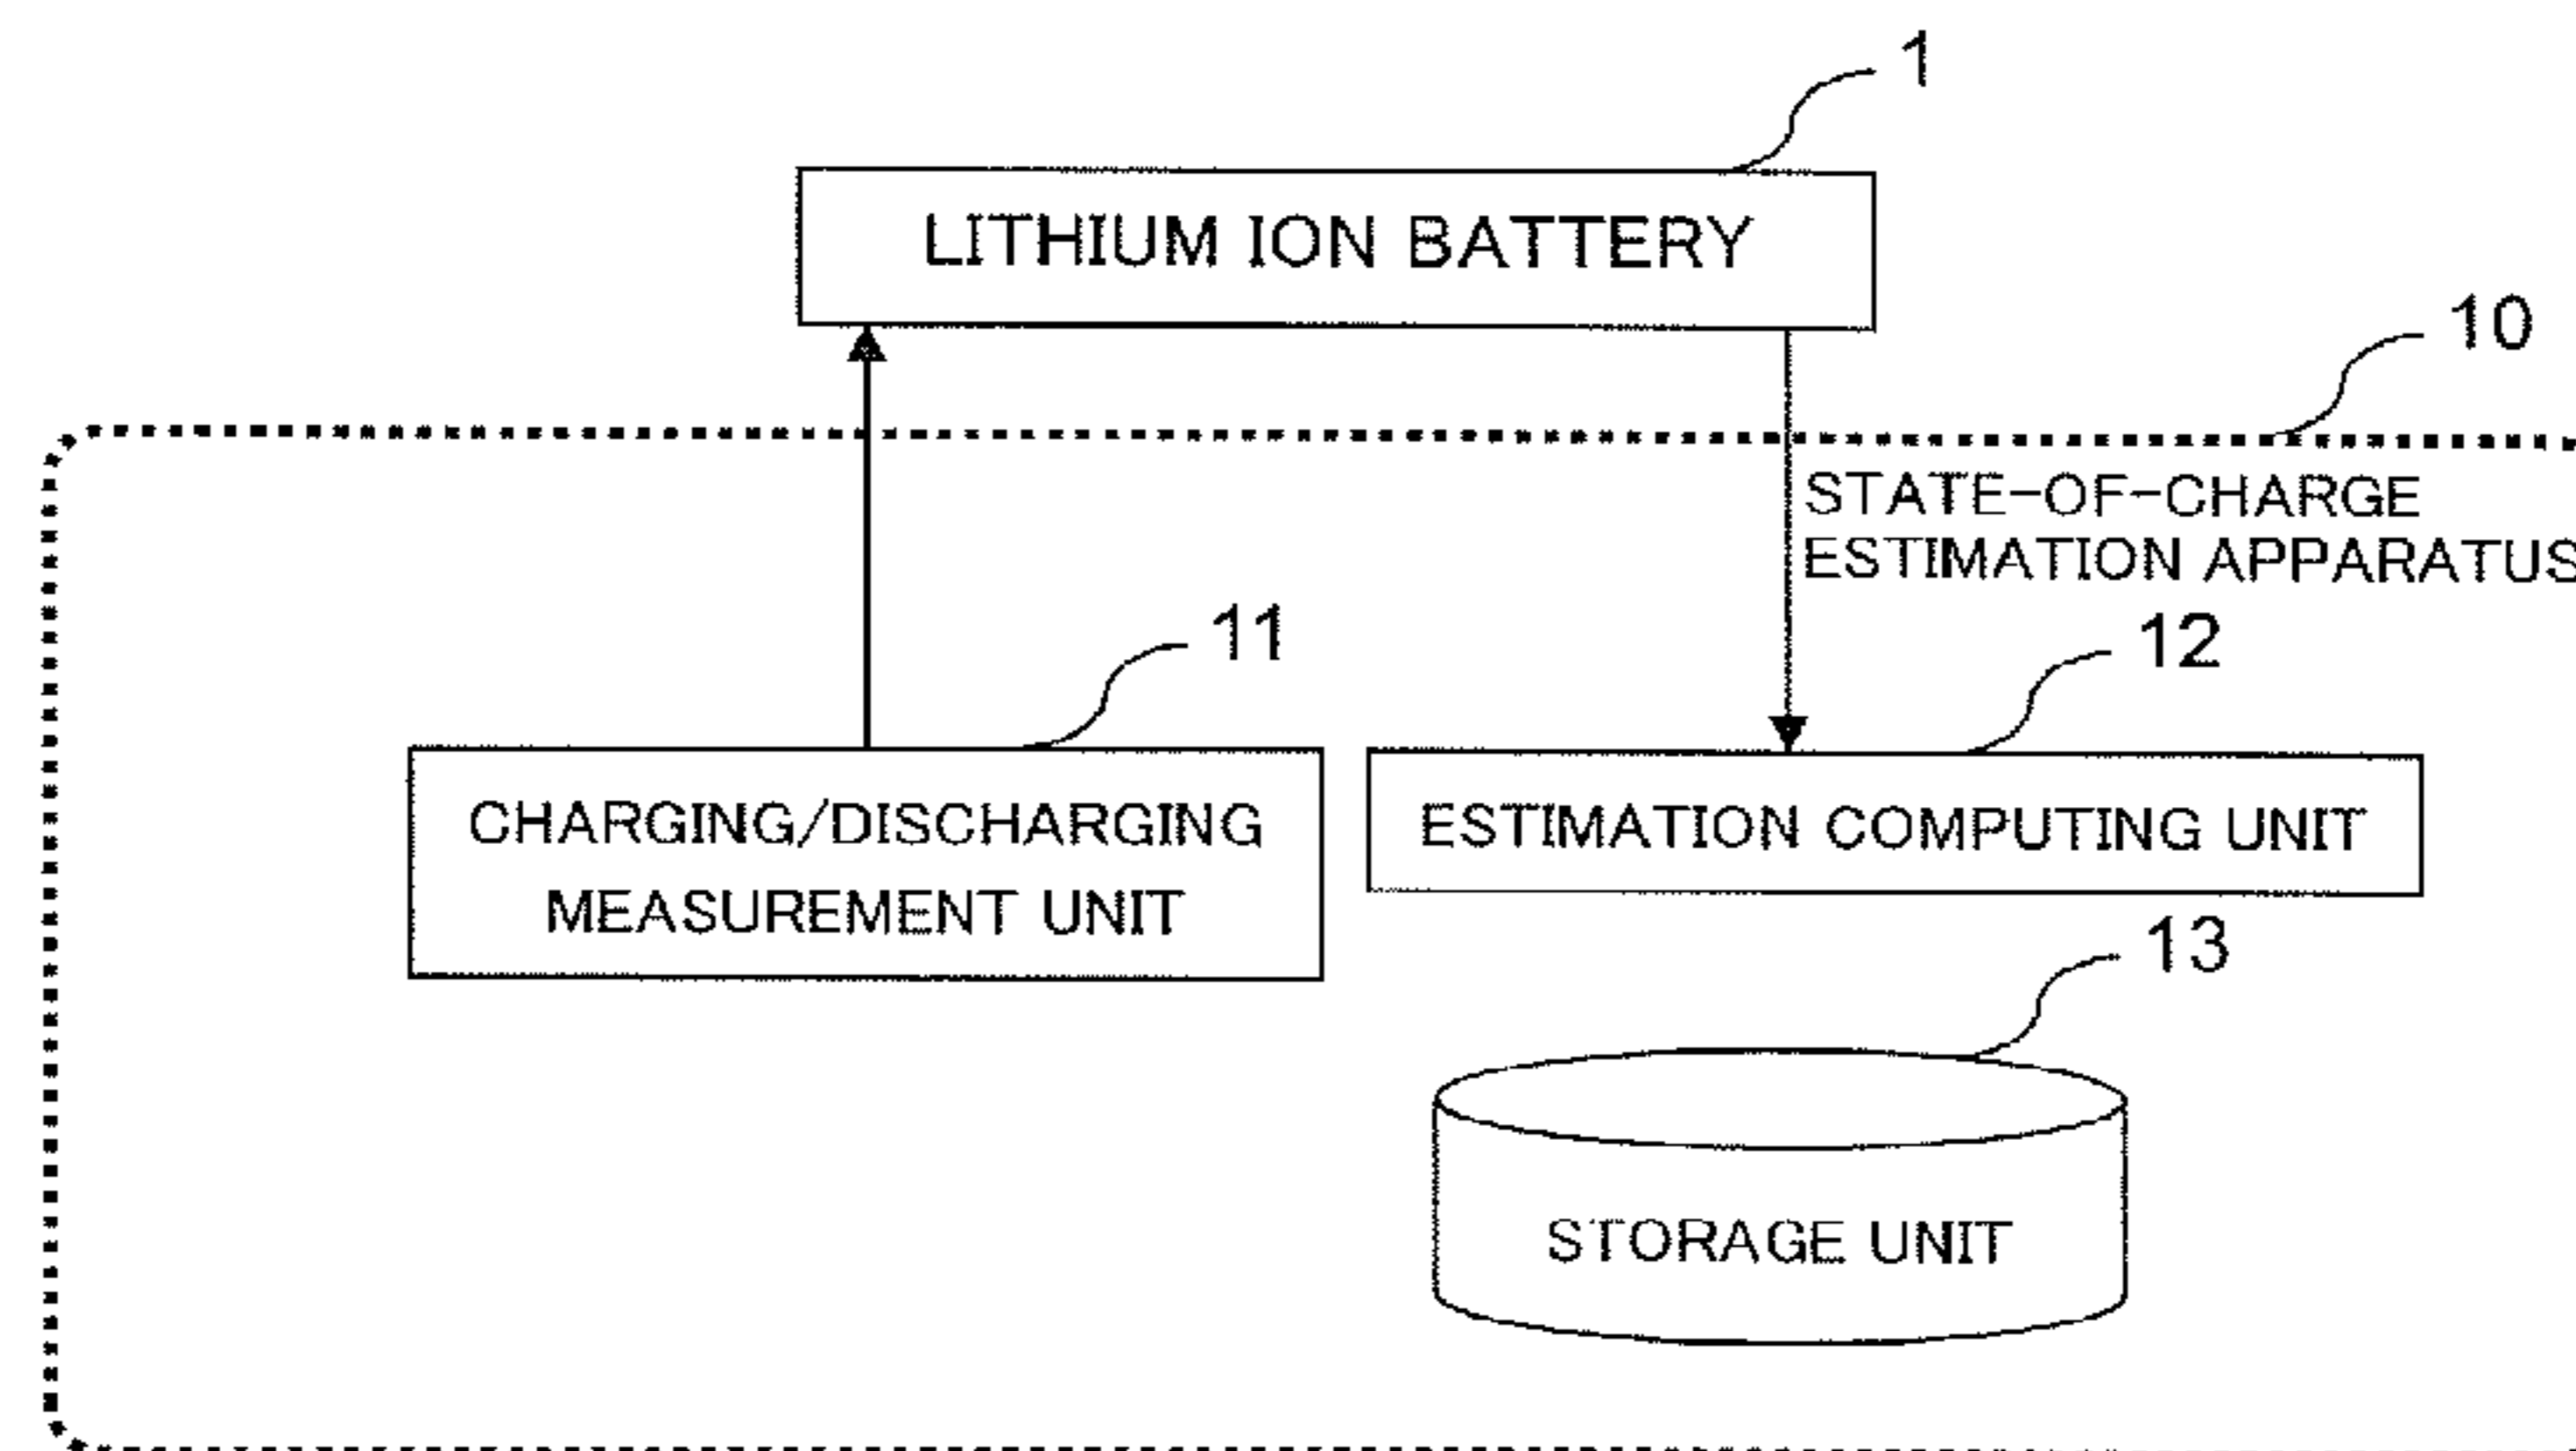 1
LITHIUM ION BATTERY
10
STATE-OF-CHARGE
ESTIMATION APPARATUS
11
12
CHARGING/DISCHARGING
MEASUREMENT UNIT
ESTIMATION COMPUTING UNIT
13
STORAGE UNIT